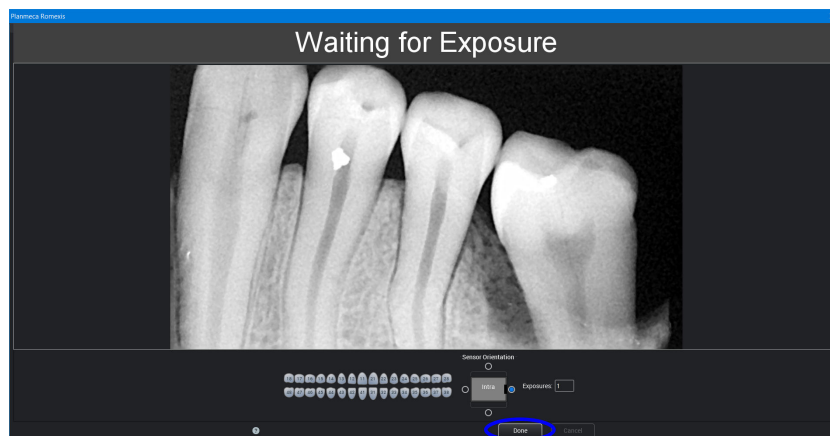 Planmeca Romexis
Waiting for Exposure
Sensor Orientation
Intra
Exposures: 1
?
Done
Cancel